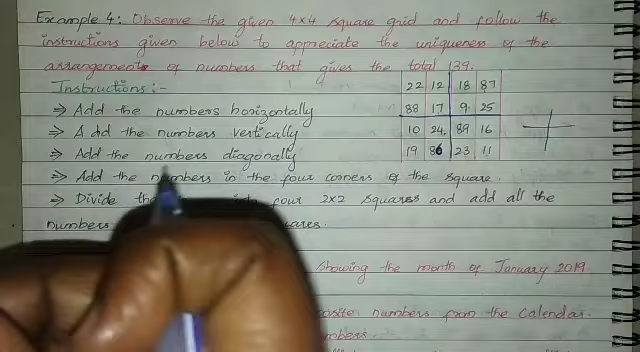 Example 4: Observe the given 4x4 square grid and follow the
instructions given below to appreciate the uniqueness of the
arrangements of numbers that gives the total 139.
Instructions:-
22 12 18 87
⇒ Add the numbers horizontally
88 17 9 25
⇒ Add the numbers vertically
10 24 89 16
⇒ Add the numbers diagonally
19 86 23 11
⇒ Add the numbers in the four corners of the square.
⇒ Divide the four 2x2 squares and add all the
numbers
showing the month of January 2019
numbers from the Calendar.